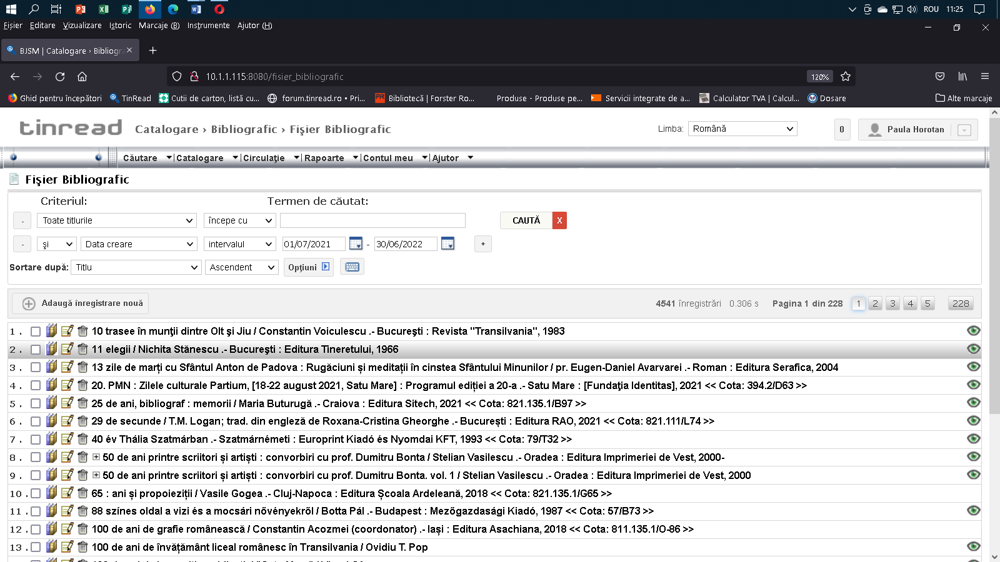 ROU 11:25
Fișier Editare Vizualizare Istoric Marcaje (B) Instrumente Ajutor (H)
BJSM | Catalogare › Bibliogra
10.1.1.115:8080/fisier_bibliografic 120%
Ghid pentru începători TinRead Cutii de carton, listă cu... forum.tinread.ro • Pri... Bibliotecă | Forster Ro... Produse - Produse pe... Servicii integrate de a... Calculator TVA | Calcul... Dosare Alte marcaje
tinread Catalogare › Bibliografic › Fişier Bibliografic Limba: Română 0 Paula Horotan
Căutare Catalogare Circulaţie Rapoarte Contul meu Ajutor
Fişier Bibliografic
Criteriul: Termen de căutat:
- Toate titlurile începe cu CAUTĂ X
- şi Data creare intervalul 01/07/2021 - 30/06/2022 +
Sortare după: Titlu Ascendent Opţiuni
Adaugă înregistrare nouă 4541 înregistrări 0.306 s Pagina 1 din 228 1 2 3 4 5 228
1 . 10 trasee în munţii dintre Olt şi Jiu / Constantin Voiculescu .- Bucureşti : Revista "Transilvania", 1983
2 . 11 elegii / Nichita Stănescu .- Bucureşti : Editura Tineretului, 1966
3 . 13 zile de marți cu Sfântul Anton de Padova : Rugăciuni și meditații în cinstea Sfântului Minunilor / pr. Eugen-Daniel Avarvarei .- Roman : Editura Serafica, 2004
4 . 20. PMN : Zilele culturale Partium, [18-22 august 2021, Satu Mare] : Programul ediției a 20-a .- Satu Mare : [Fundaţia Identitas], 2021 << Cota: 394.2/D63 >>
5 . 25 de ani, bibliograf : memorii / Maria Buturugă .- Craiova : Editura Sitech, 2021 << Cota: 821.135.1/B97 >>
6 . 29 de secunde / T.M. Logan; trad. din engleză de Roxana-Cristina Gheorghe .- București : Editura RAO, 2021 << Cota: 821.111/L74 >>
7 . 40 év Thália Szatmárban .- Szatmárnémeti : Europrint Kiadó és Nyomdai KFT, 1993 << Cota: 79/T32 >>
8 . 50 de ani printre scriitori și artiști : convorbiri cu prof. Dumitru Bonta / Stelian Vasilescu .- Oradea : Editura Imprimeriei de Vest, 2000-
9 . 50 de ani printre scriitori și artiști : convorbiri cu prof. Dumitru Bonta. vol. 1 / Stelian Vasilescu .- Oradea : Editura Imprimeriei de Vest, 2000
10 . 65 : ani și propoieziții / Vasile Gogea .- Cluj-Napoca : Editura Școala Ardeleană, 2018 << Cota: 821.135.1/G65 >>
11 . 88 színes oldal a vizi és a mocsári növényekről / Botta Pál .- Budapest : Mezõgazdasági Kiadó, 1987 << Cota: 57/B73 >>
12 . 100 de ani de grafie românească / Constantin Acozmei (coordonator) .- Iași : Editura Asachiana, 2018 << Cota: 811.135.1/O-86 >>
13 . 100 de ani de învățământ liceal românesc în Transilvania / Ovidiu T. Pop